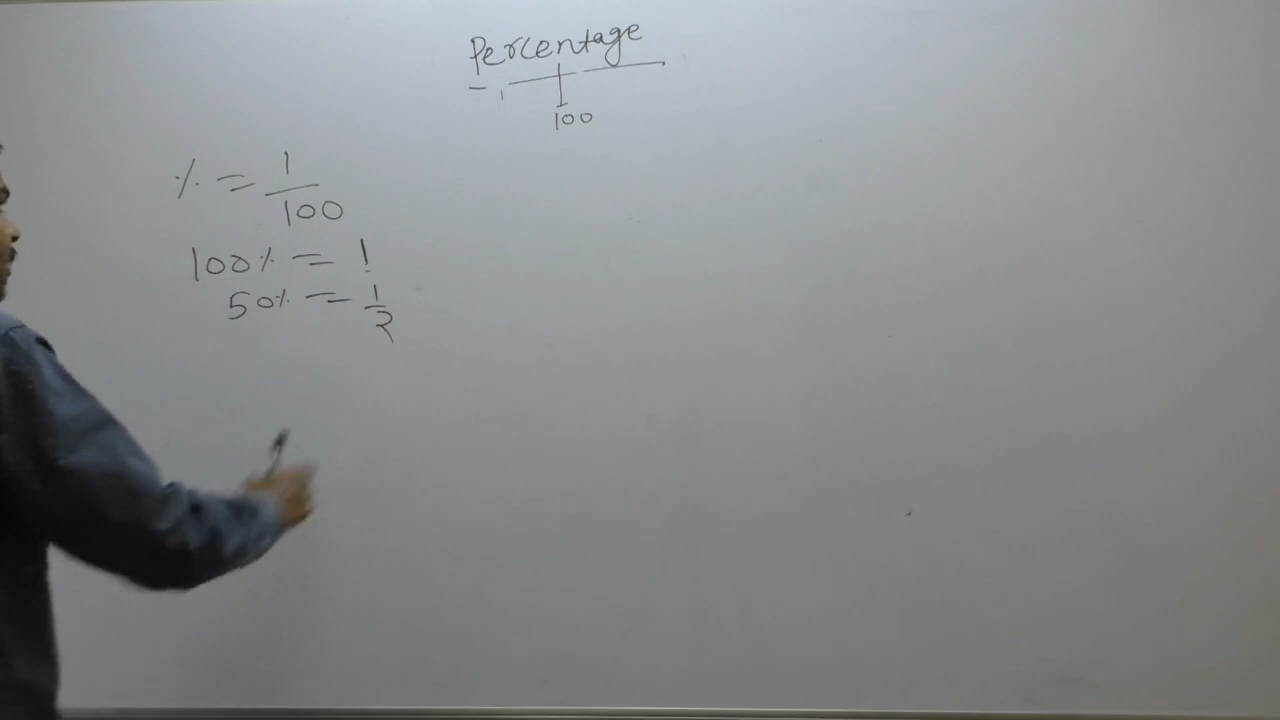 Percentage
100
% = 1/100
100% = 1
50% = 1/2